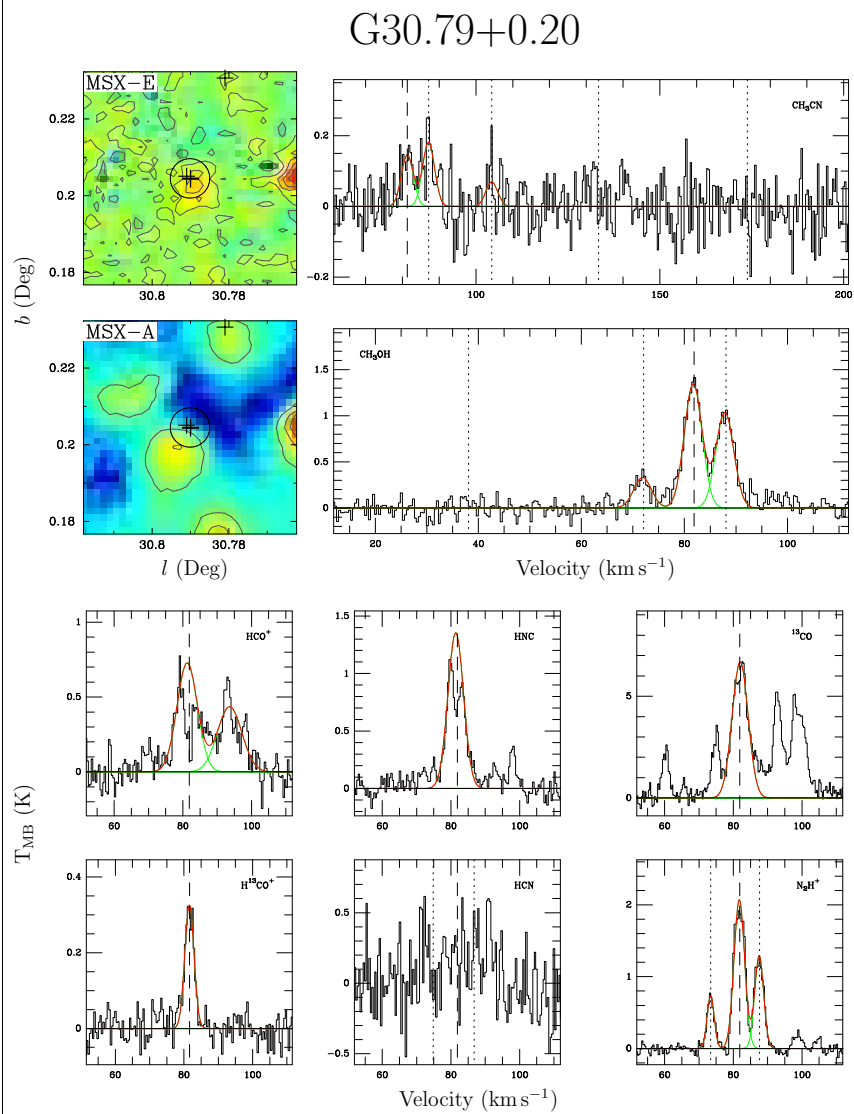 G30.79+0.20
MSX-E
0.22
0.2
0.18
30.8 30.78
b (Deg)
CH₃CN
0.2
0
−0.2
100 150 200
MSX-A
0.22
0.2
0.18
30.8 30.78
l (Deg)
CH₃OH
1.5
1
0.5
0
20 40 60 80 100
Velocity (km s⁻¹)
HCO⁺
1
0.5
0
60 80 100
HNC
1.5
1
0.5
0
60 80 100
¹³CO
5
0
60 80 100
T_MB (K)
H¹³CO⁺
0.4
0.2
0
60 80 100
HCN
0.5
0
−0.5
60 80 100
N₂H⁺
2
1
0
60 80 100
Velocity (km s⁻¹)